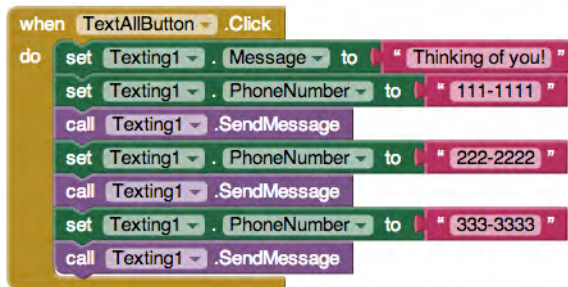 when TextAllButton .Click
do set Texting1 . Message to " Thinking of you! "
set Texting1 . PhoneNumber to " 111-1111 "
call Texting1 .SendMessage
set Texting1 . PhoneNumber to " 222-2222 "
call Texting1 .SendMessage
set Texting1 . PhoneNumber to " 333-3333 "
call Texting1 .SendMessage